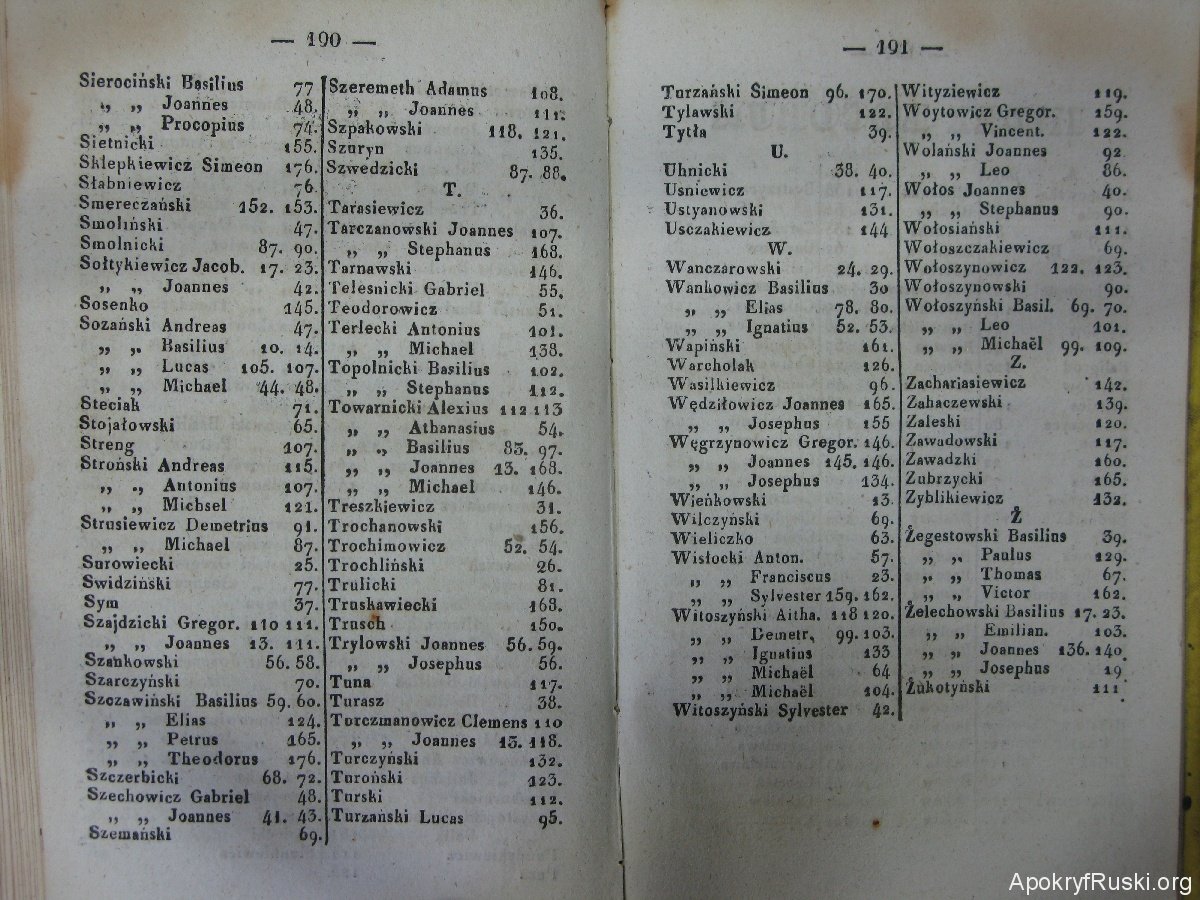 — 190 —
Sierociński Basilius 77
„ „ Joannes 48.
„ „ Procopius 74.
Sietnicki 155.
Sklepkiewicz Simeon 176.
Słabniewicz 76.
Smereczański 152. 153.
Smoliński 47.
Smolnicki 87. 90.
Sołtykiewicz Jacob. 17. 23.
„ „ Joannes 42.
Sosenko 145.
Sozański Andreas 47.
„ „ Basilius 10. 14.
„ „ Lucas 105. 107.
„ „ Michael 44. 48.
Steciak 71.
Stojałowski 65.
Streng 107.
Stroński Andreas 115.
„ „ Antonius 107.
„ „ Michsel 121.
Strusiewicz Demetrius 91.
„ „ Michael 87.
Surowiecki 25.
Swidziński 77.
Sym 37.
Szajdzicki Gregor. 110 111.
„ „ Joannes 13. 111.
Szankowski 56. 58.
Szarczyński 70.
Szczawiński Basilius 59. 60.
„ „ Elias 124.
„ „ Petrus 165.
„ „ Theodorus 176.
Szczerbicki 68. 72.
Szechowicz Gabriel 48.
„ „ Joannes 41. 43.
Szemański 69.
Szeremeth Adamus 108.
„ „ Joannes 111.
Szpakowski 118. 121.
Szuryn 135.
Szwedzicki 87. 88.
T.
Tarasiewicz 36.
Tarczanowski Joannes 107.
„ „ Stephanus 168.
Tarnawski 146.
Telesnicki Gabriel 55.
Teodorowicz 51.
Terlecki Antonius 101.
„ „ Michael 138.
Topolnicki Basilius 102.
„ „ Stephanus 112.
Towarnicki Alexius 112 113
„ „ Athanasius 54.
„ „ Basilius 83. 97.
„ „ Joannes 13. 168.
„ „ Michael 146.
Treszkiewicz 31.
Trochanowski 156.
Trochimowicz 52. 54.
Trochliński 26.
Trulicki 81.
Truskawiecki 168.
Trusch 150.
Trylowski Joannes 56. 59.
„ „ Josephus 56.
Tuna 117.
Turasz 38.
Turczmanowicz Clemens 110
„ „ Joannes 13. 118.
Turczyński 132.
Turoński 123.
Turski 112.
Turzański Lucas 95.
— 191 —
Turzański Simeon 96. 170.
Tylawski 122.
Tytła 39.
U.
Uhnicki 38. 40.
Usniewicz 117.
Ustyanowski 131.
Usczakiewicz 144
W.
Wanczarowski 24. 29.
Wankowicz Basilius 30
„ „ Elias 78. 80.
„ „ Ignatius 52. 53.
Wapiński 161.
Warcholak 126.
Wasilkiewicz 96.
Wędziłowicz Joannes 165.
„ „ Josephus 155
Węgrzynowicz Gregor. 146.
„ „ Joannes 145. 146.
„ „ Josephus 134.
Wieńkowski 13.
Wilczyński 69.
Wieliczko 63.
Wisłocki Anton. 57.
„ „ Franciscus 23.
„ „ Sylvester 159. 162.
Witoszyński Aitha. 118 120.
„ „ Demetr, 99. 103.
„ „ Ignatius 133
„ „ Michaël 64
„ „ Michaël 104.
Witoszyński Sylvester 42.
Wityziewicz 119.
Woytowicz Gregor. 159.
„ „ Vincent. 122.
Wolański Joannes 92
„ „ Leo 86.
Wołos Joannes 40.
„ „ Stephanus 90.
Wołosiański 111.
Wołoszczakiewicz 69.
Wołoszynowicz 122. 123.
Wołoszynowski 90.
Wołoszyński Basil. 69. 70.
„ „ Leo 101.
„ „ Michaël 99. 109.
Z.
Zachariasiewicz 142.
Zahaczewski 139.
Zaleski 120.
Zawadowski 117.
Zawadzki 160.
Zubrzycki 165.
Zyblikiewicz 132.
Ż
Żegestowski Basilius 39.
„ „ Paulus 129.
„ „ Thomas 67.
„ „ Victor 162.
Żelechowski Basilius 17. 23.
„ „ Emilian. 103.
„ „ Joannes 136. 140
„ „ Josephus 19
Żukotyński 111
ApokryfRuski.org